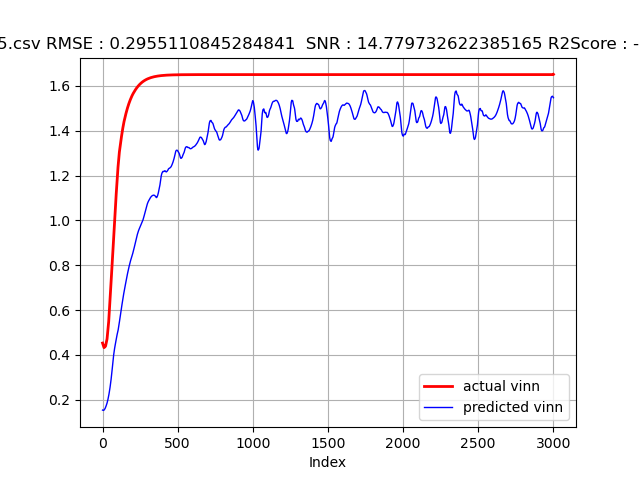 5.csv RMSE : 0.2955110845284841  SNR : 14.779732622385165 R2Score : -
1.6
1.4
1.2
1.0
0.8
0.6
0.4
0.2
actual vinn
predicted vinn
0 500 1000 1500 2000 2500 3000
Index